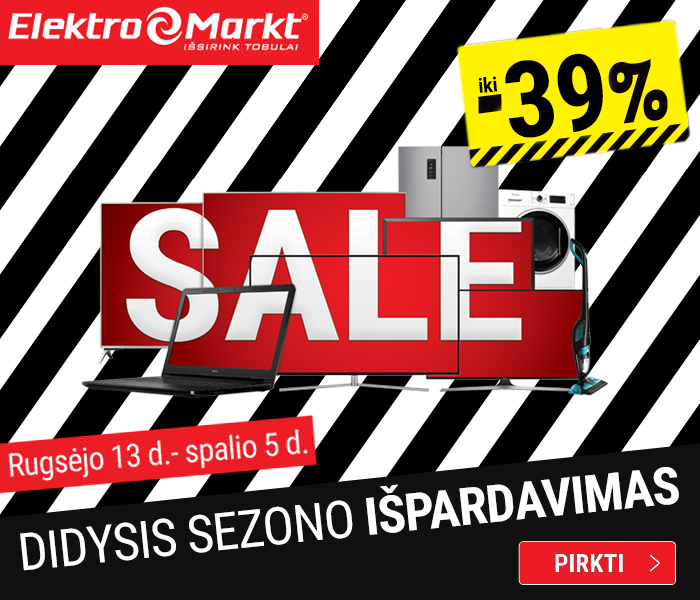 ElektroMarkt®
IŠSIRINK TOBULAI
iki
-39%
SALE
Rugsėjo 13 d.- spalio 5 d.
DIDYSIS SEZONO IŠPARDAVIMAS
PIRKTI >